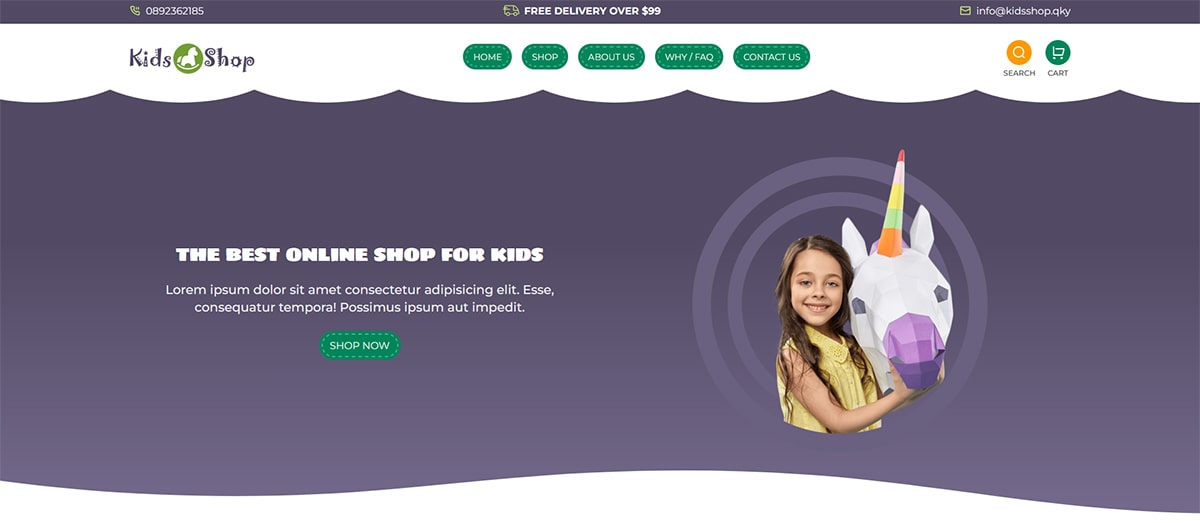 0892362185
FREE DELIVERY OVER $99
info@kidsshop.qky
Kids Shop
HOME
SHOP
ABOUT US
WHY / FAQ
CONTACT US
SEARCH
CART
THE BEST ONLINE SHOP FOR KIDS
Lorem ipsum dolor sit amet consectetur adipisicing elit. Esse,
consequatur tempora! Possimus ipsum aut impedit.
SHOP NOW